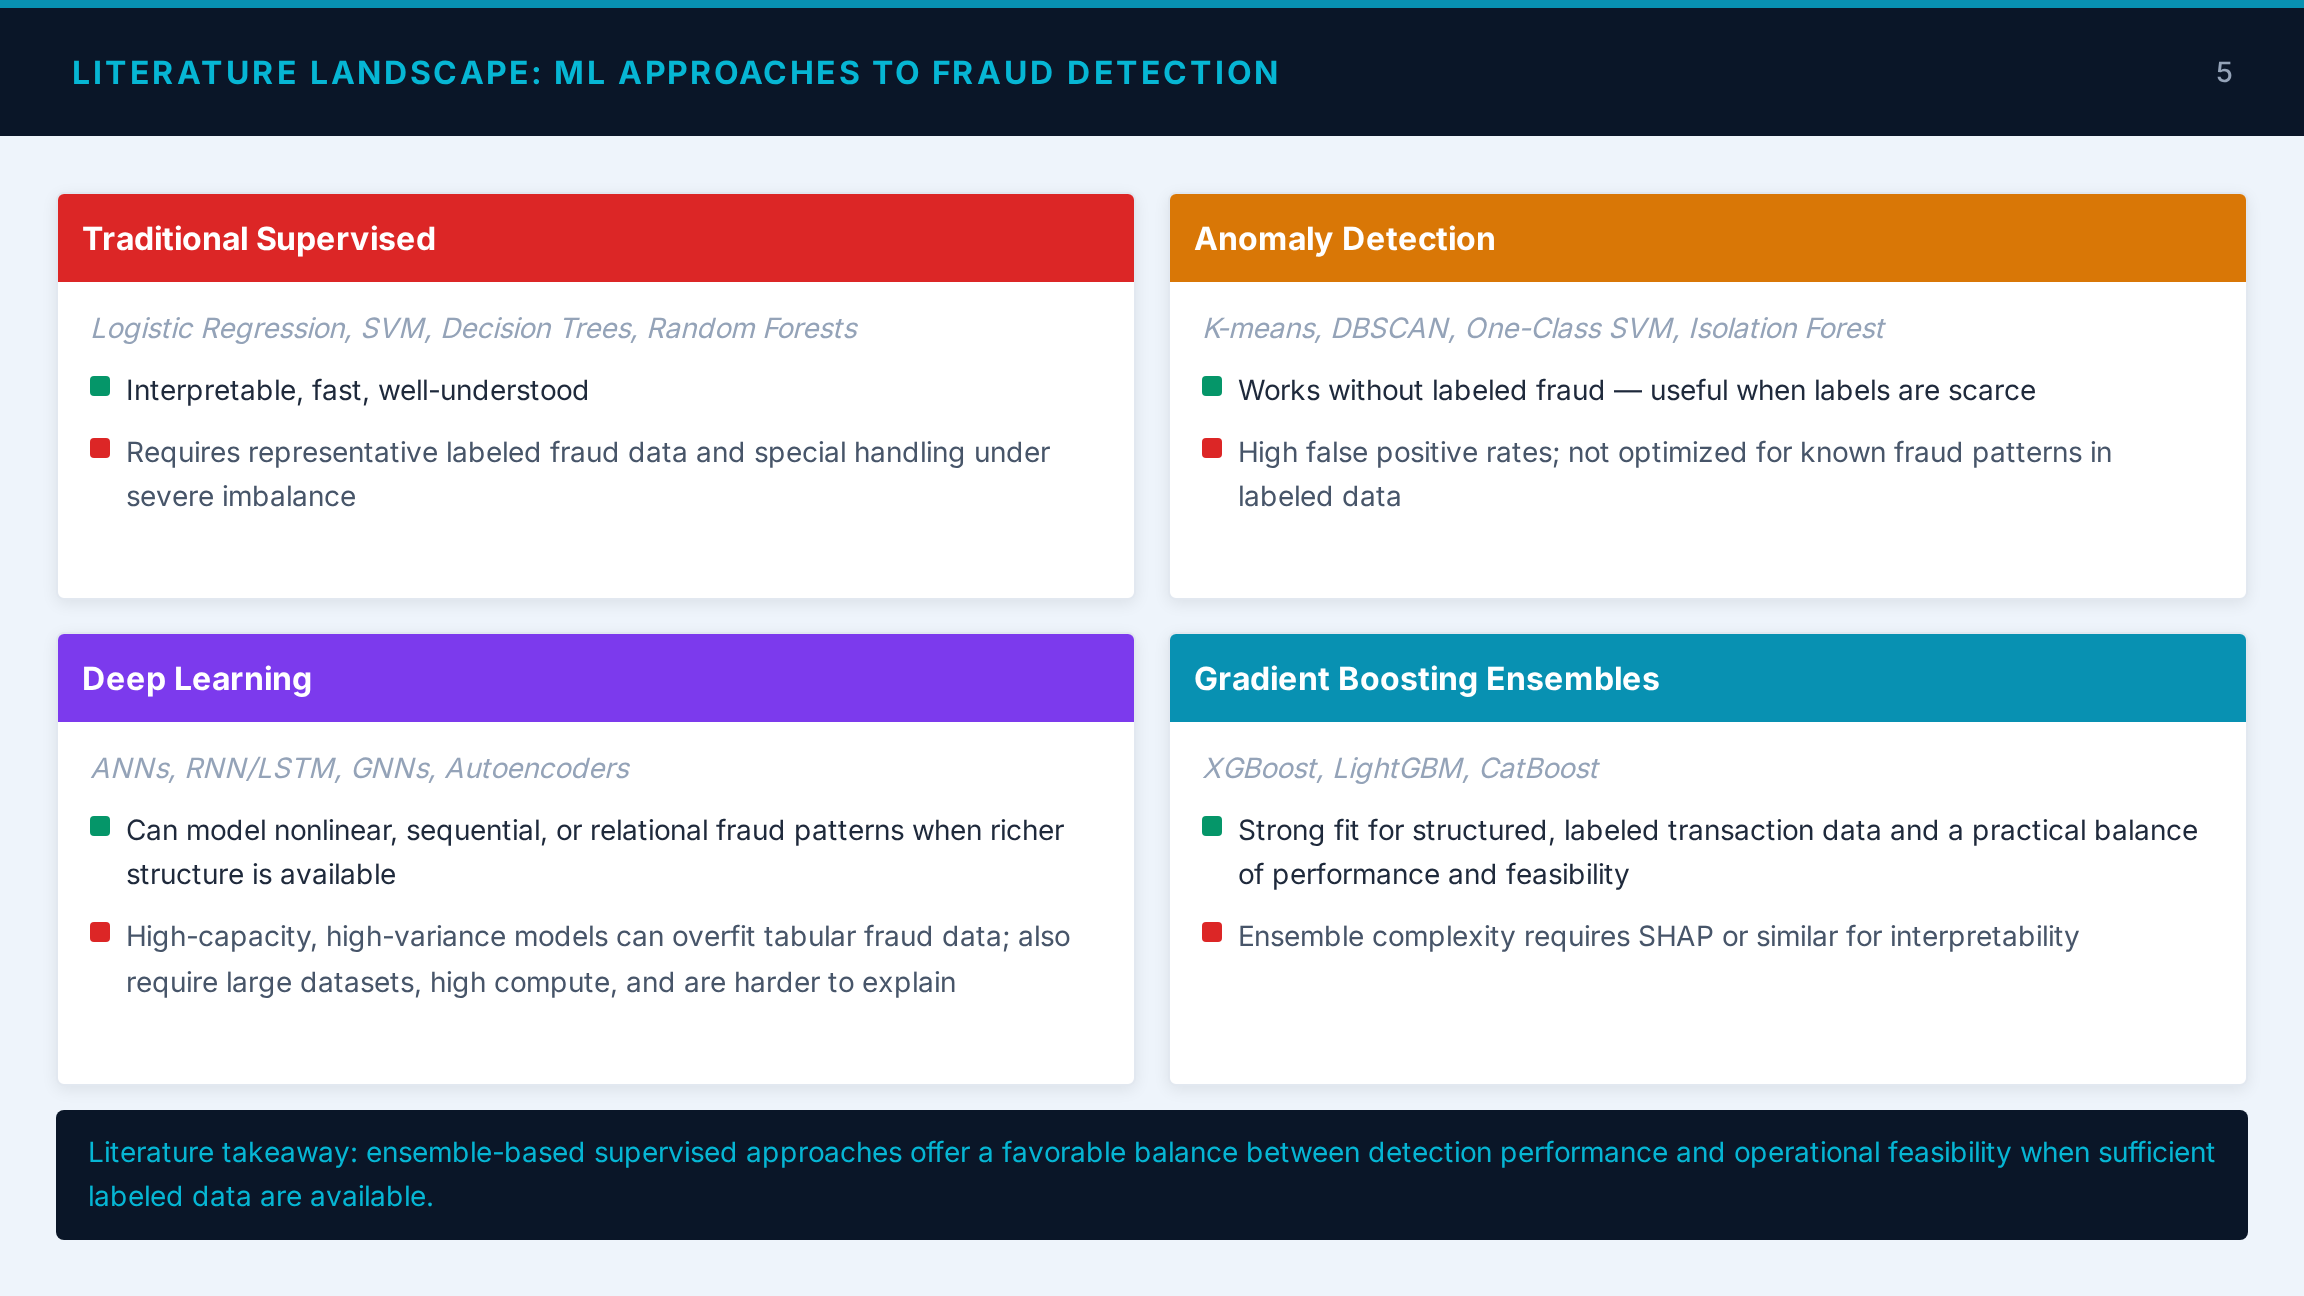 LITERATURE LANDSCAPE: ML APPROACHES TO FRAUD DETECTION
5
Traditional Supervised
Logistic Regression, SVM, Decision Trees, Random Forests
Interpretable, fast, well-understood
Requires representative labeled fraud data and special handling under
severe imbalance
Anomaly Detection
K-means, DBSCAN, One-Class SVM, Isolation Forest
Works without labeled fraud — useful when labels are scarce
High false positive rates; not optimized for known fraud patterns in
labeled data
Deep Learning
ANNs, RNN/LSTM, GNNs, Autoencoders
Can model nonlinear, sequential, or relational fraud patterns when richer
structure is available
High-capacity, high-variance models can overfit tabular fraud data; also
require large datasets, high compute, and are harder to explain
Gradient Boosting Ensembles
XGBoost, LightGBM, CatBoost
Strong fit for structured, labeled transaction data and a practical balance
of performance and feasibility
Ensemble complexity requires SHAP or similar for interpretability
Literature takeaway: ensemble-based supervised approaches offer a favorable balance between detection performance and operational feasibility when sufficient
labeled data are available.